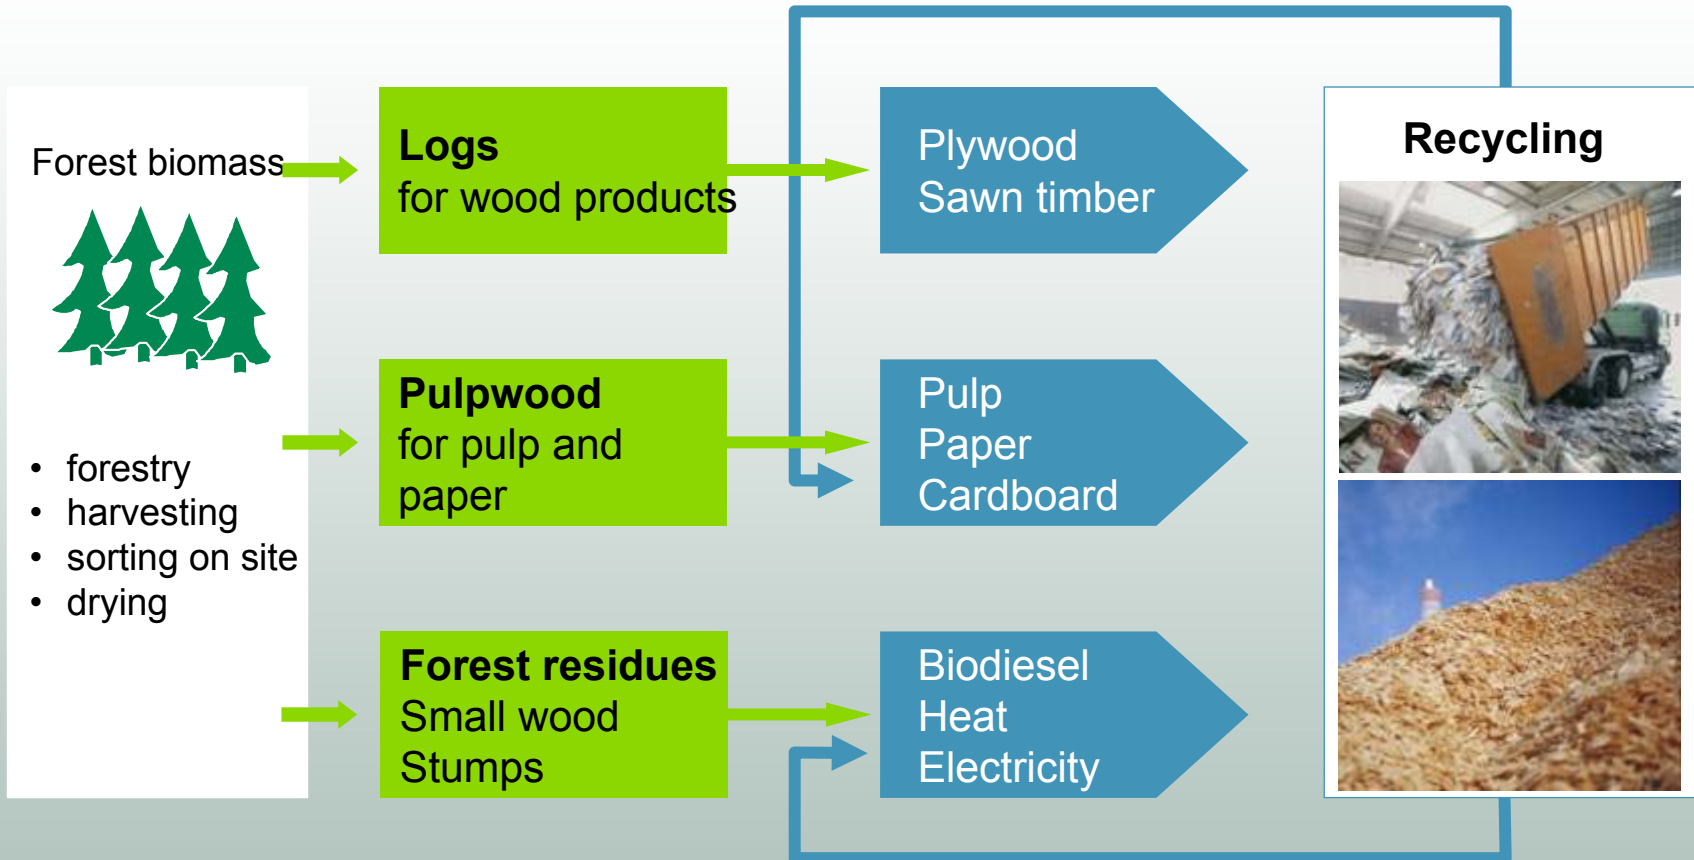 Forest biomass
• forestry
• harvesting
• sorting on site
• drying
Logs
for wood products
Pulpwood
for pulp and
paper
Forest residues
Small wood
Stumps
Plywood
Sawn timber
Pulp
Paper
Cardboard
Biodiesel
Heat
Electricity
Recycling